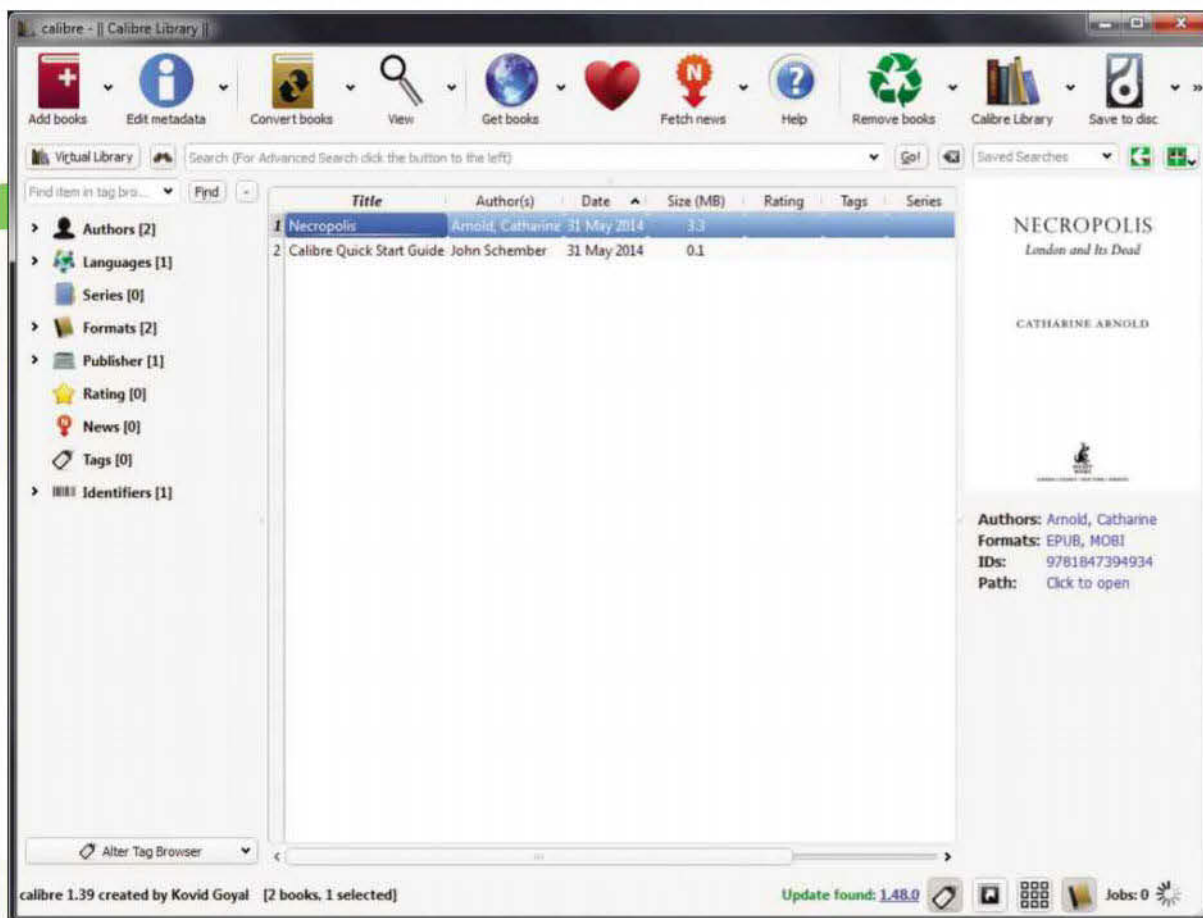 calibre - || Calibre Library ||
Add books Edit metadata Convert books View Get books Fetch news Help Remove books Calibre Library Save to disc
Virtual Library Search (For Advanced Search click the button to the left) Go! Saved Searches
Find item in tag bro... Find
Title Author(s) Date Size (MB) Rating Tags Series
1 Necropolis Arnold, Catharine 31 May 2014 3.3
2 Calibre Quick Start Guide John Schember 31 May 2014 0.1
Authors [2]
Languages [1]
Series [0]
Formats [2]
Publisher [1]
Rating [0]
News [0]
Tags [0]
Identifiers [1]
NECROPOLIS
London and Its Dead
CATHARINE ARNOLD
Authors: Arnold, Catharine
Formats: EPUB, MOBI
IDs: 9781847394934
Path: Click to open
Alter Tag Browser
calibre 1.39 created by Kovid Goyal [2 books, 1 selected] Update found: 1.48.0 Jobs: 0